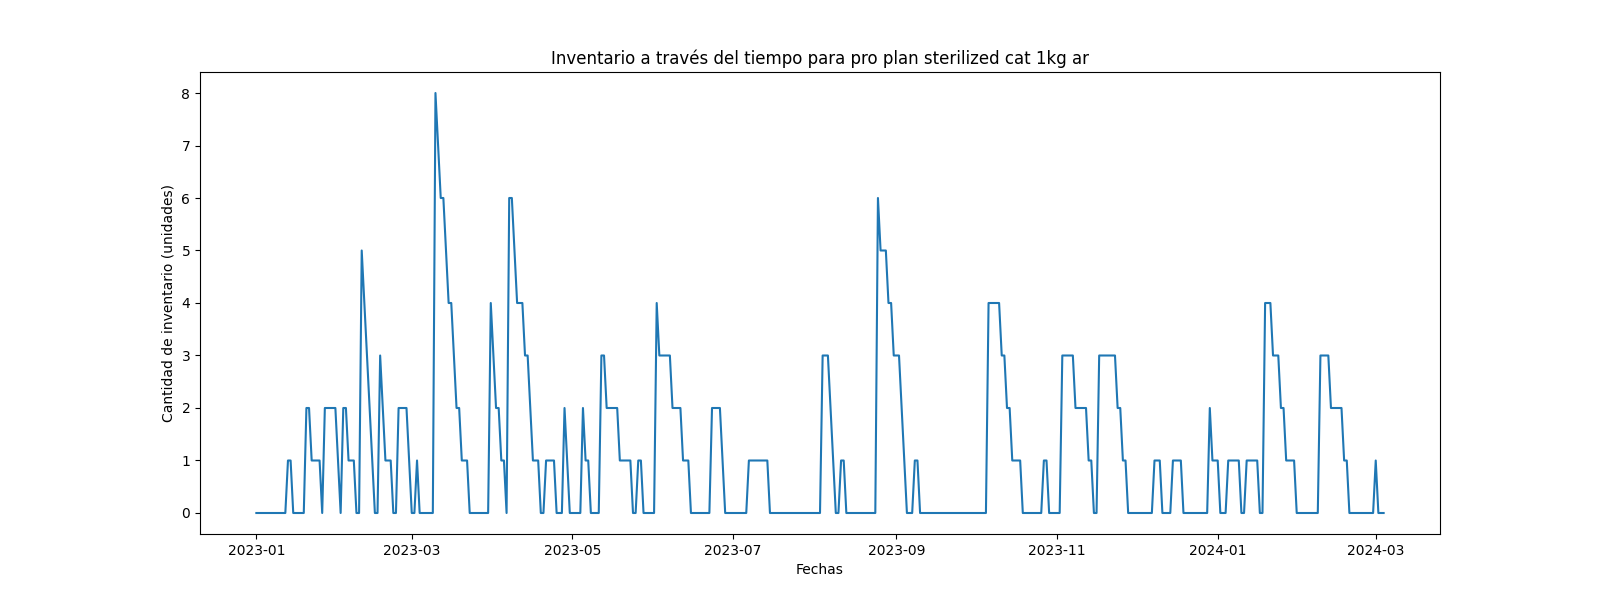 Inventario a través del tiempo para pro plan sterilized cat 1kg ar
Cantidad de inventario (unidades)
8
7
6
5
4
3
2
1
0
2023-01 2023-03 2023-05 2023-07 2023-09 2023-11 2024-01 2024-03
Fechas